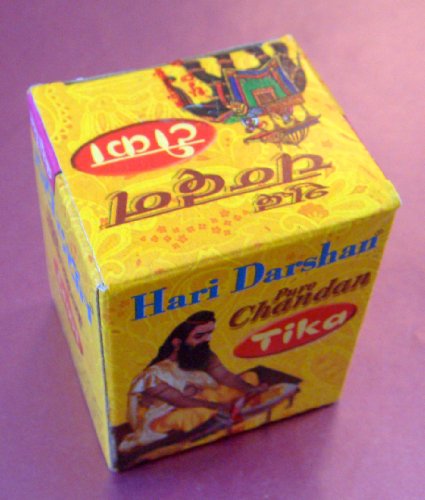 शुद्ध
चन्दन
टीका
Hari Darshan
Pure
Chandan
Tika